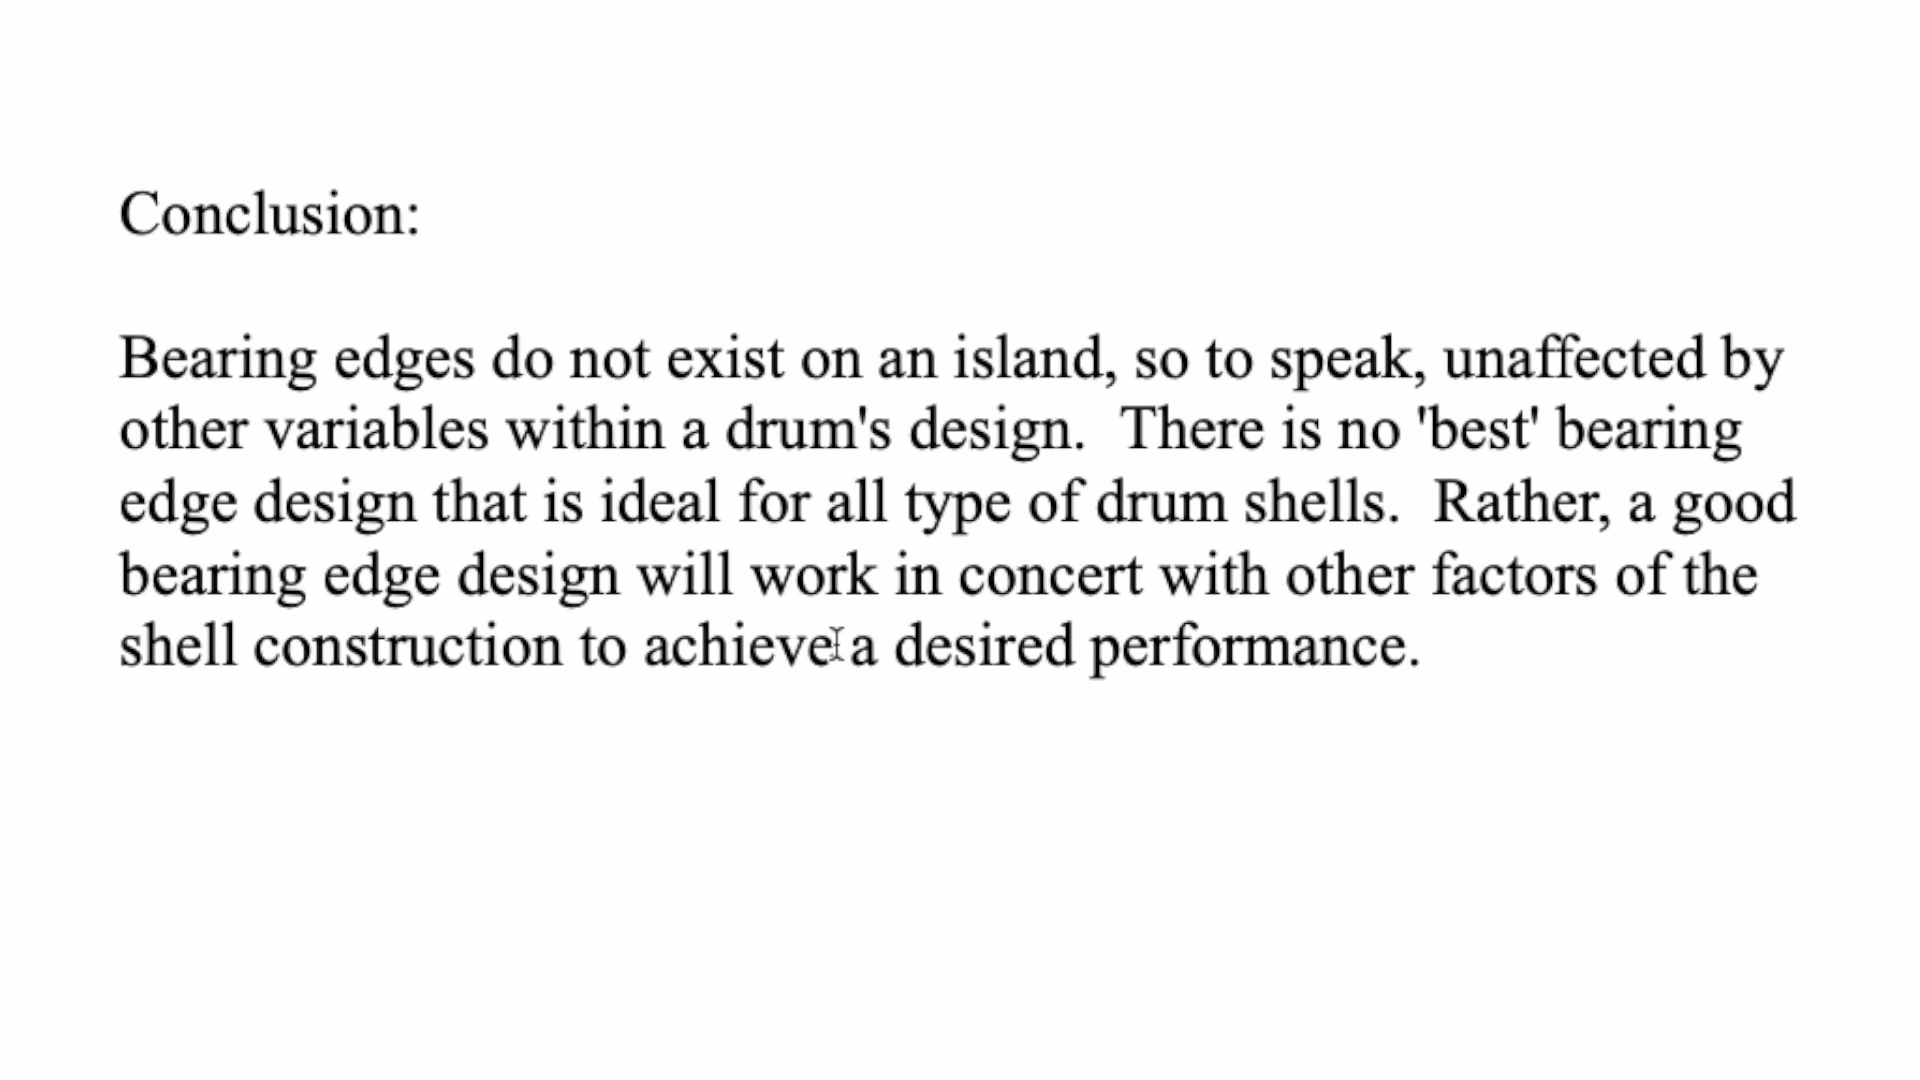 Conclusion:
Bearing edges do not exist on an island, so to speak, unaffected by
other variables within a drum's design.  There is no 'best' bearing
edge design that is ideal for all type of drum shells.  Rather, a good
bearing edge design will work in concert with other factors of the
shell construction to achieve a desired performance.